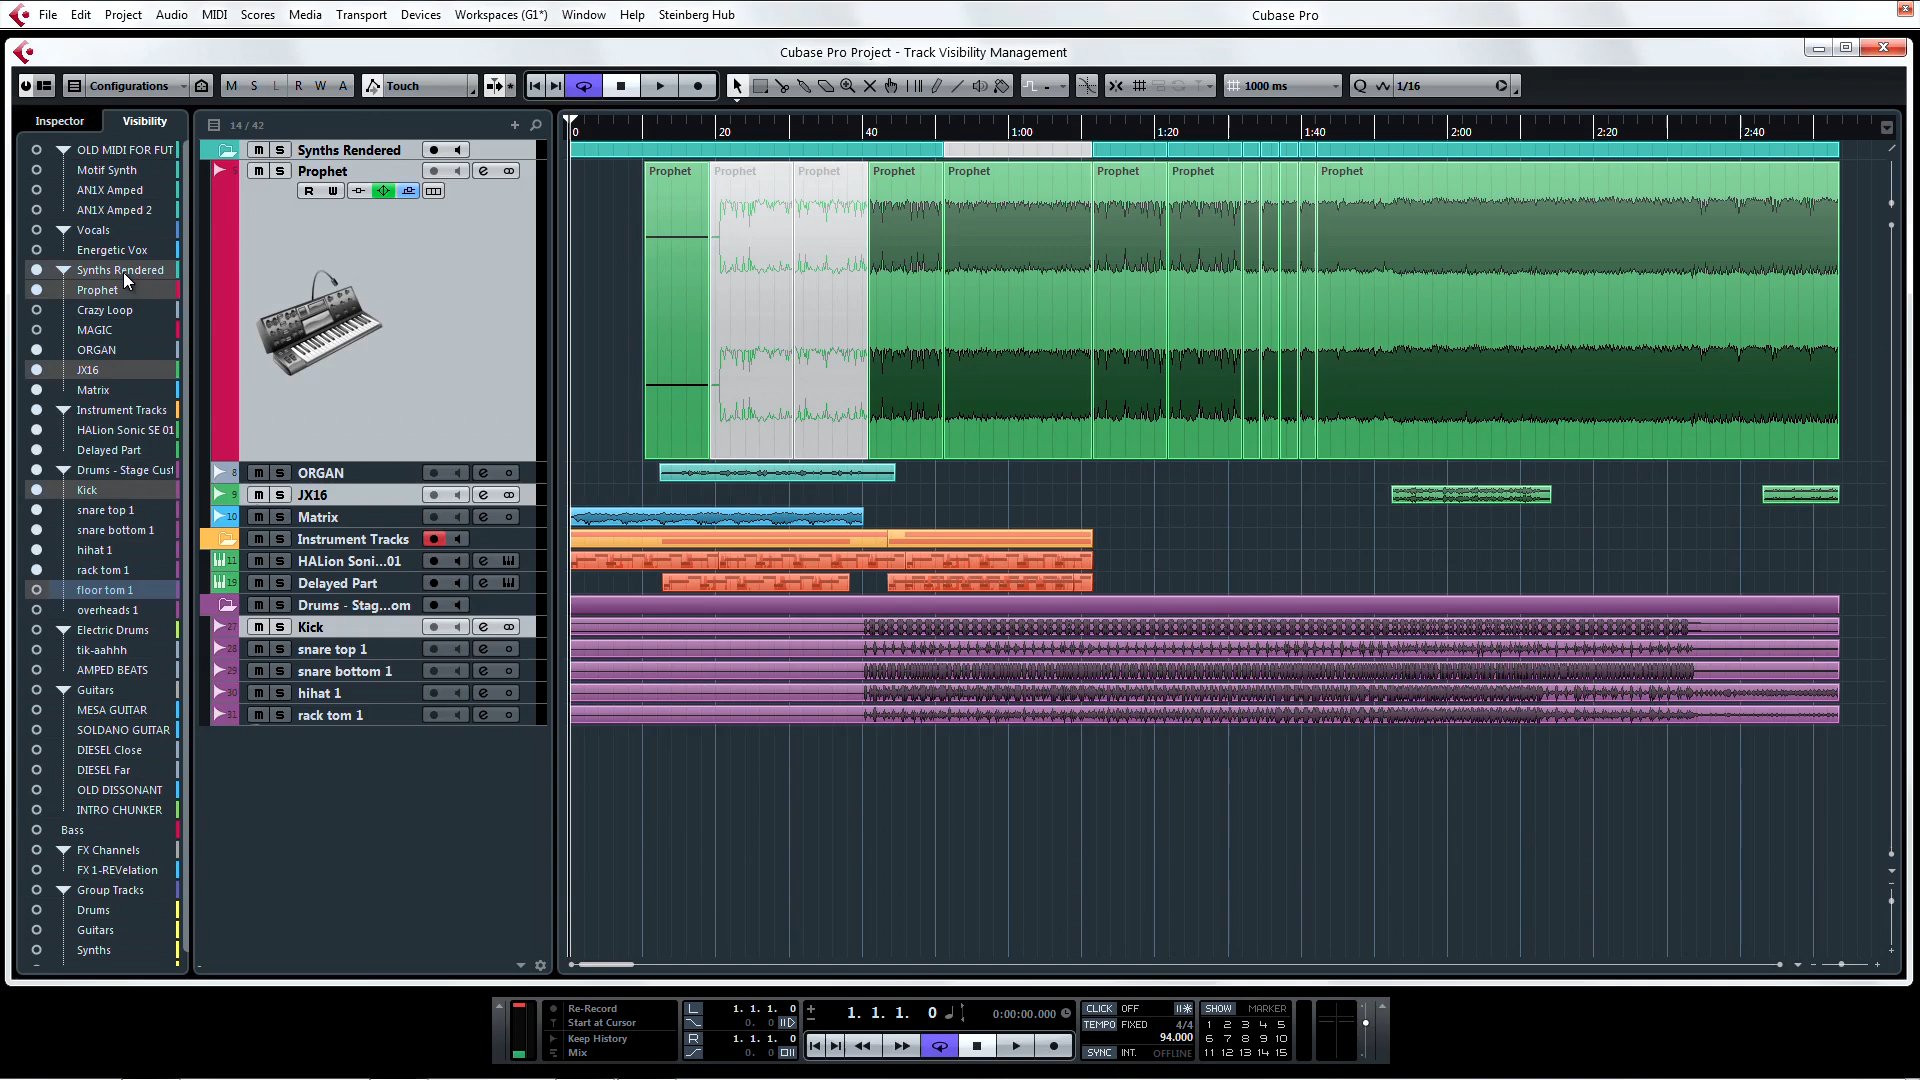 File Edit Project Audio MIDI Scores Media Transport Devices Workspaces (G1*) Window Help Steinberg Hub Cubase Pro
Cubase Pro Project - Track Visibility Management
Configurations M S L R W A Touch 1000 ms Q 1/16
Inspector Visibility
OLD MIDI FOR FUT
Motif Synth
AN1X Amped
AN1X Amped 2
Vocals
Energetic Vox
Synths Rendered
Prophet
Crazy Loop
MAGIC
ORGAN
JX16
Matrix
Instrument Tracks
HALion Sonic SE 01
Delayed Part
Drums - Stage Cust
Kick
snare top 1
snare bottom 1
hihat 1
rack tom 1
floor tom 1
overheads 1
Electric Drums
tik-aahhh
AMPED BEATS
Guitars
MESA GUITAR
SOLDANO GUITAR
DIESEL Close
DIESEL Far
OLD DISSONANT
INTRO CHUNKER
Bass
FX Channels
FX 1-REVelation
Group Tracks
Drums
Guitars
Synths
14 / 42
m S Synths Rendered
5 m S Prophet e
R W
8 m S ORGAN e
9 m S JX16 e
10 m S Matrix e
m S Instrument Tracks
11 m S HALion Soni...01 e
19 m S Delayed Part e
m S Drums - Stag...om
27 m S Kick e
28 m S snare top 1 e
29 m S snare bottom 1 e
30 m S hihat 1 e
31 m S rack tom 1 e
0 20 40 1:00 1:20 1:40 2:00 2:20 2:40
Prophet Prophet Prophet Prophet Prophet Prophet Prophet Prophet
Re-Record
Start at Cursor
Keep History
Mix
L 1. 1. 1. 0
0. 0
R 1. 1. 1. 0
1. 1. 1. 0 0:00:00.000
CLICK OFF
TEMPO FIXED 4/4
94.000
SYNC INT. OFFLINE
SHOW MARKER
1 2 3 4 5
6 7 8 9 10
11 12 13 14 15